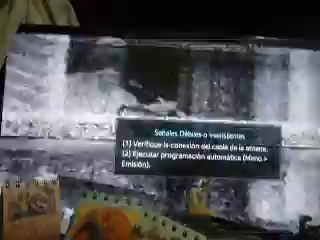 Señales Débiles o Inexistentes
(1) Verifique la conexión del cable de la antena.
(2) Ejecutar programación automática (Menú >
Emisión).